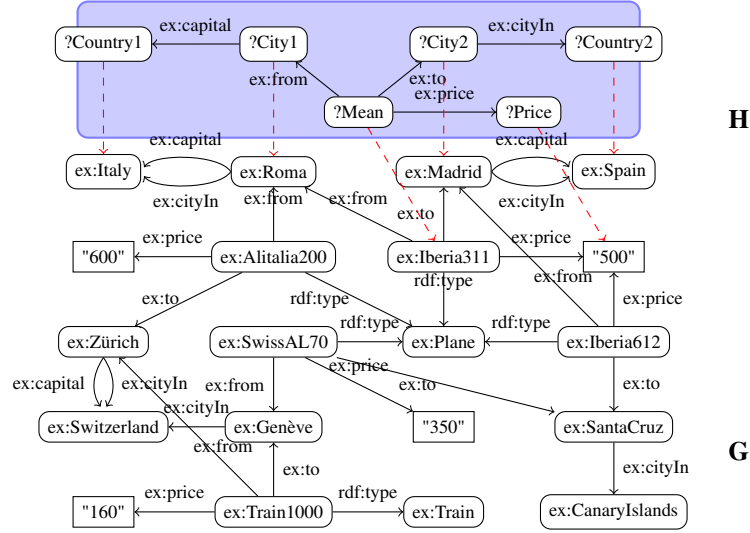 ex:capital
ex:cityIn
?Country1
?City1
?City2
?Country2
ex:from
ex:to
ex:price
?Mean
?Price
H
ex:capital
ex:capital
ex:Italy
ex:Roma
ex:Madrid
ex:Spain
ex:cityIn
ex:from
ex:from
ex:to
ex:cityIn
ex:price
ex:price
"600"
ex:Alitalia200
ex:Iberia311
ex:from
"500"
rdf:type
ex:to
rdf:type
ex:price
ex:Zürich
ex:SwissAL70
rdf:type
ex:Plane
rdf:type
ex:Iberia612
ex:price
ex:capital
ex:cityIn
ex:from
ex:to
ex:to
ex:cityIn
ex:Switzerland
ex:Genève
"350"
ex:SantaCruz
ex:from
G
ex:to
ex:cityIn
ex:price
rdf:type
"160"
ex:Train1000
ex:Train
ex:CanaryIslands